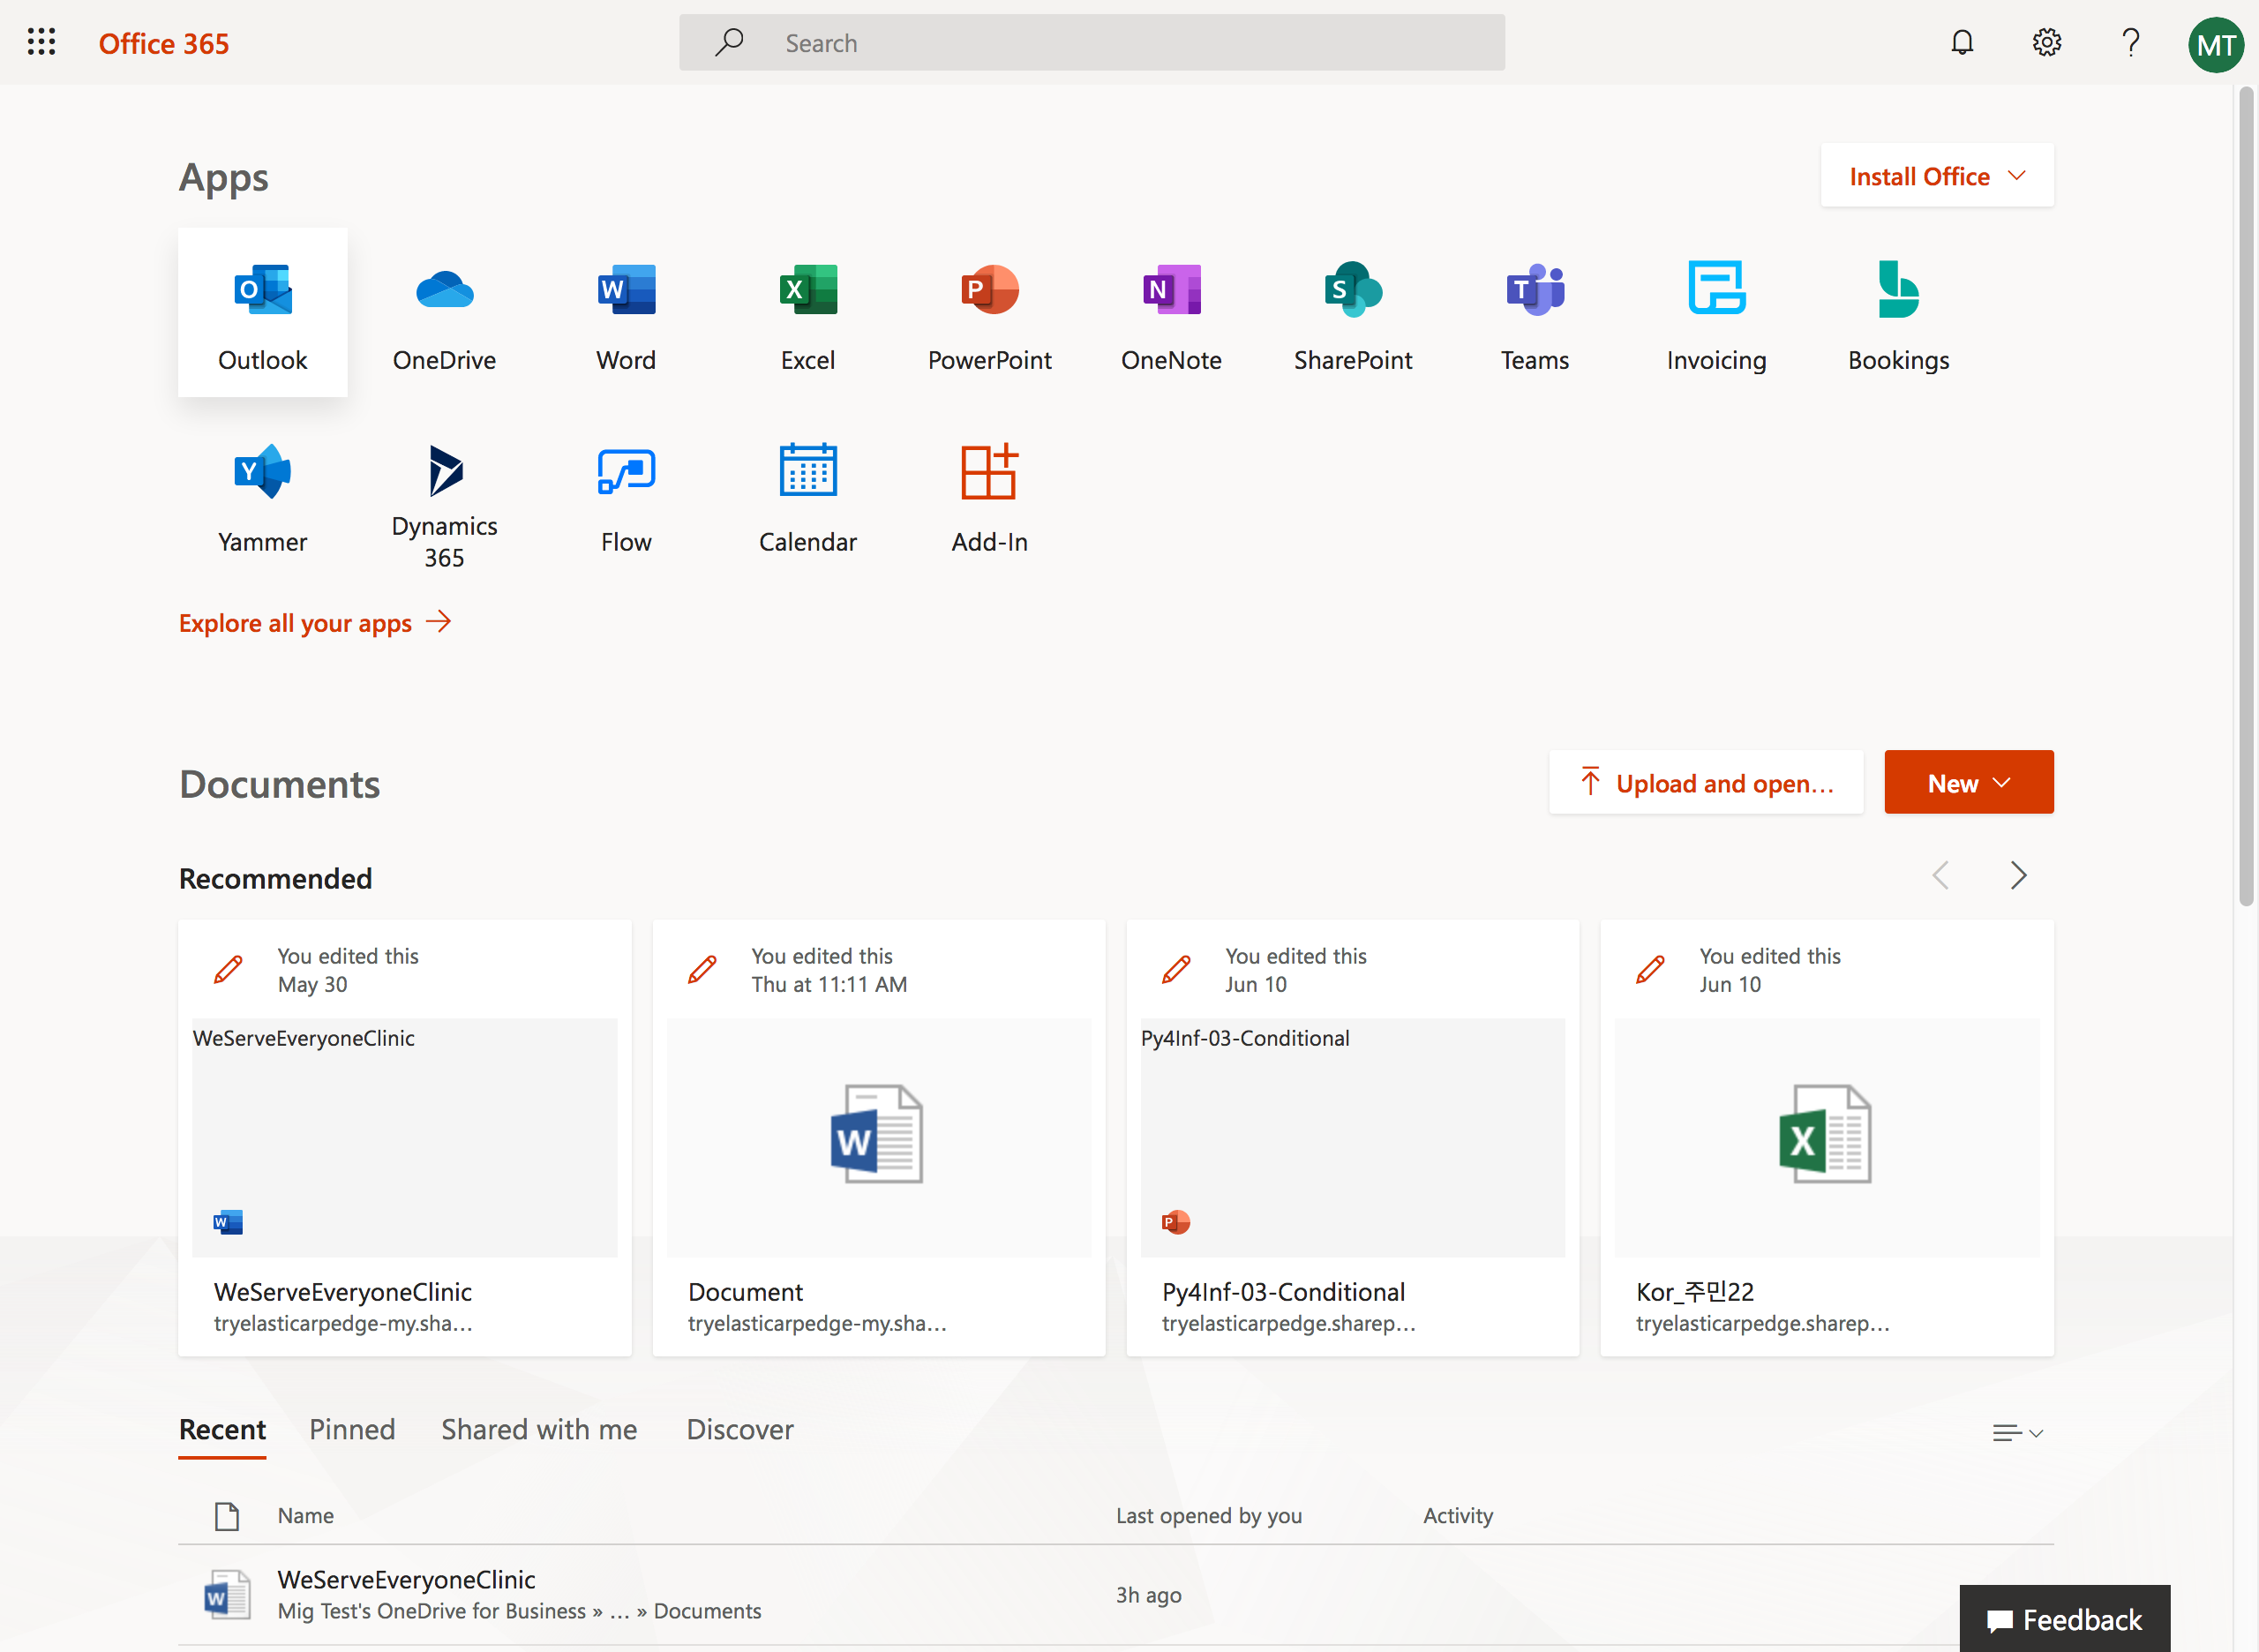 Office 365
Search
MT
Apps
Install Office
Outlook
OneDrive
Word
Excel
PowerPoint
OneNote
SharePoint
Teams
Invoicing
Bookings
Yammer
Dynamics
365
Flow
Calendar
Add-In
Explore all your apps
Documents
Upload and open...
New
Recommended
You edited this
May 30
WeServeEveryoneClinic
WeServeEveryoneClinic
tryelasticarpedge-my.sha...
You edited this
Thu at 11:11 AM
Document
tryelasticarpedge-my.sha...
You edited this
Jun 10
Py4Inf-03-Conditional
Py4Inf-03-Conditional
tryelasticarpedge.sharep...
You edited this
Jun 10
Kor_주민22
tryelasticarpedge.sharep...
Recent
Pinned
Shared with me
Discover
Name
Last opened by you
Activity
WeServeEveryoneClinic
Mig Test's OneDrive for Business » ... » Documents
3h ago
Feedback